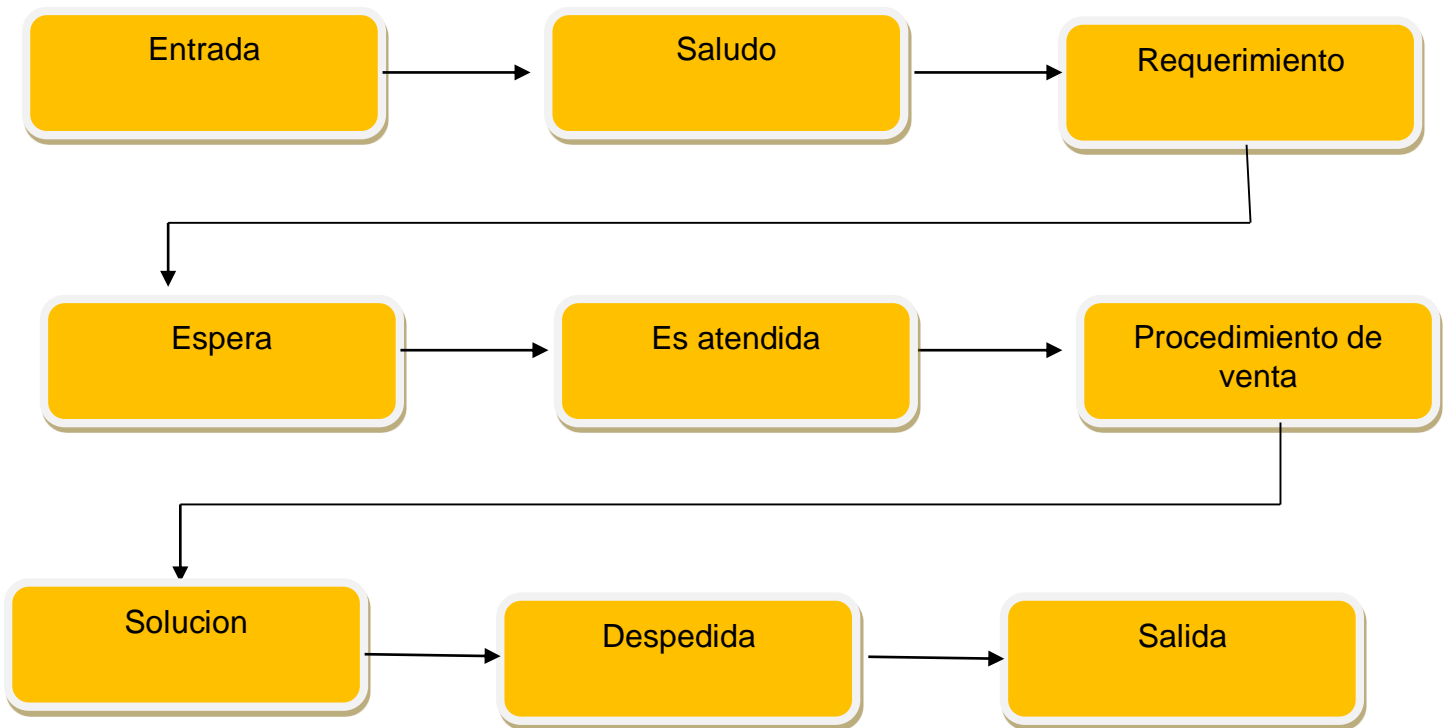 Entrada
Saludo
Requerimiento
Espera
Es atendida
Procedimiento de
venta
Solucion
Despedida
Salida